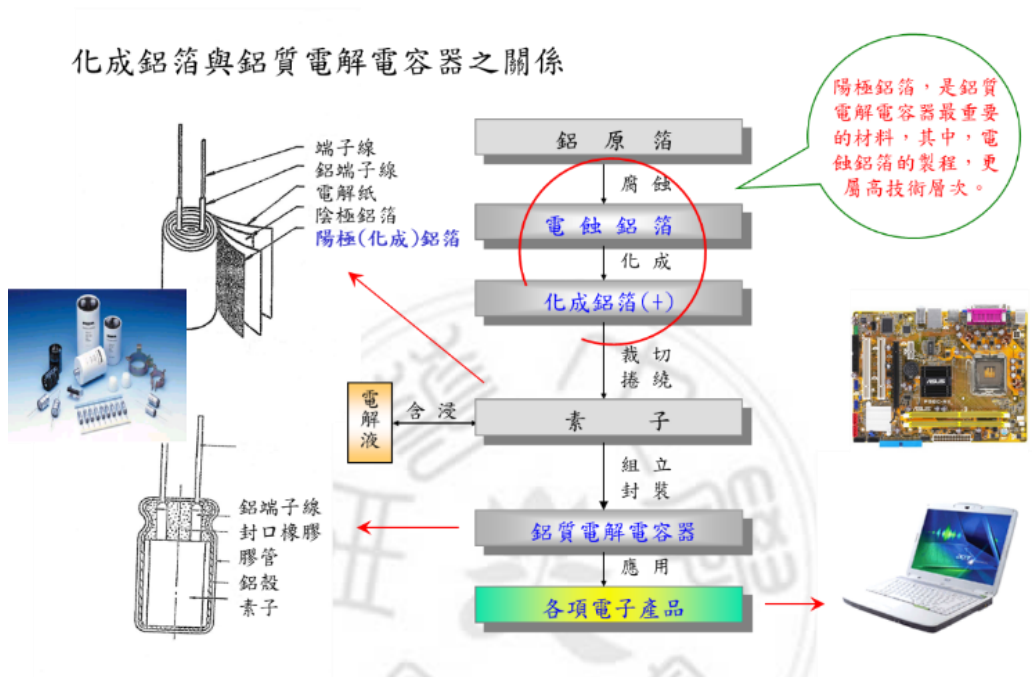 化成鋁箔與鋁質電解電容器之關係
端子線
鋁端子線
電解紙
陰極鋁箔
陽極(化成)鋁箔
鋁原箔
腐蝕
電蝕鋁箔
化成
化成鋁箔(+)
裁切
捲繞
電解液
含浸
素子
組立
封裝
鋁質電解電容器
應用
各項電子產品
陽極鋁箔,是鋁質
電解電容器最重要
的材料,其中,電
蝕鋁箔的製程,更
屬高技術層次。
鋁端子線
封口橡膠
膠管
鋁殼
素子